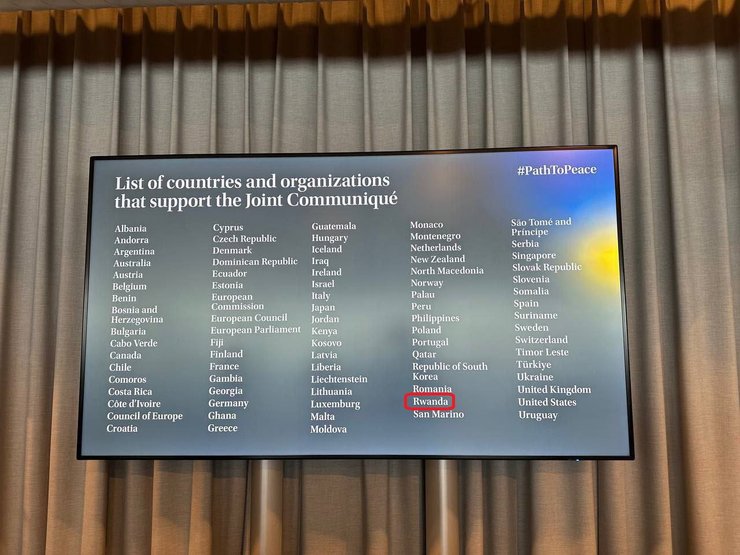 List of countries and organizations
that support the Joint Communiqué
#PathToPeace
Albania
Andorra
Argentina
Australia
Austria
Belgium
Benin
Bosnia and
Herzegovina
Bulgaria
Cabo Verde
Canada
Chile
Comoros
Costa Rica
Côte d'Ivoire
Council of Europe
Croatia
Cyprus
Czech Republic
Denmark
Dominican Republic
Ecuador
Estonia
European
Commission
European Council
European Parliament
Fiji
Finland
France
Gambia
Georgia
Germany
Ghana
Greece
Guatemala
Hungary
Iceland
Iraq
Ireland
Israel
Italy
Japan
Jordan
Kenya
Kosovo
Latvia
Liberia
Liechtenstein
Lithuania
Luxemburg
Malta
Moldova
Monaco
Montenegro
Netherlands
New Zealand
North Macedonia
Norway
Palau
Peru
Philippines
Poland
Portugal
Qatar
Republic of South
Korea
Romania
Rwanda
San Marino
São Tomé and
Príncipe
Serbia
Singapore
Slovak Republic
Slovenia
Somalia
Spain
Suriname
Sweden
Switzerland
Timor Leste
Türkiye
Ukraine
United Kingdom
United States
Uruguay